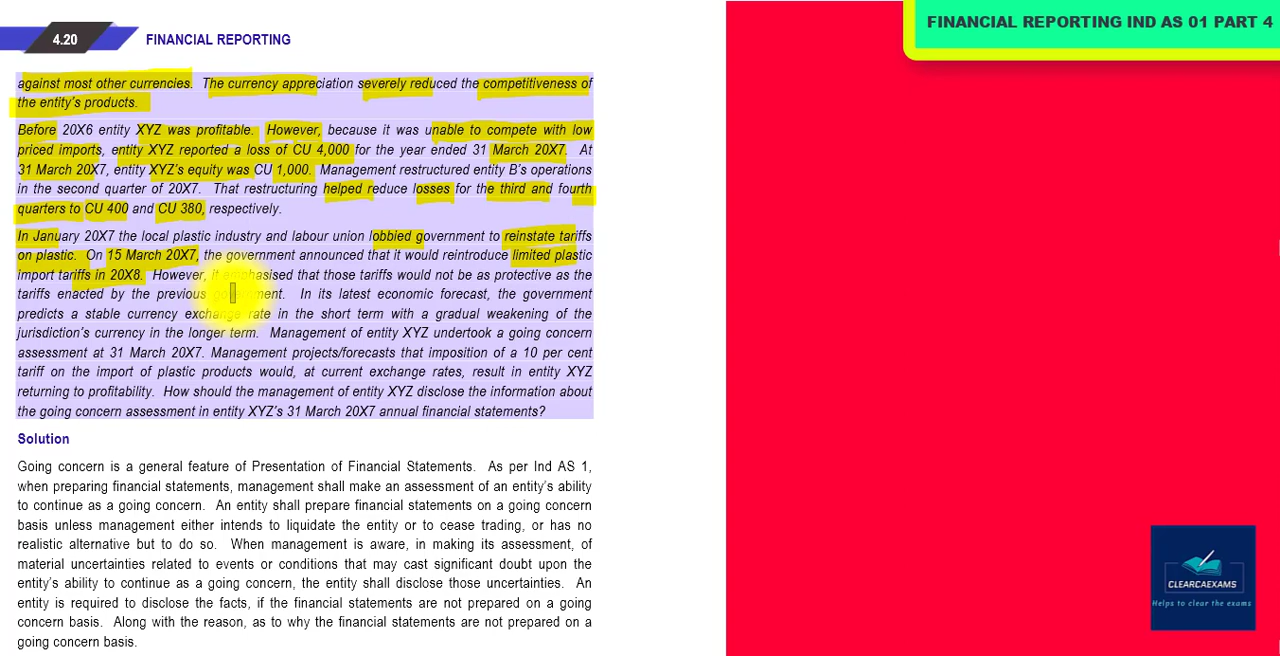 FINANCIAL REPORTING IND AS 01 PART 4
4.20
FINANCIAL REPORTING
against most other currencies. The currency appreciation severely reduced the competitiveness of
the entity's products.
Before 20X6 entity XYZ was profitable. However, because it was unable to compete with low
priced imports, entity XYZ reported a loss of CU 4,000 for the year ended 31 March 20X7. At
31 March 20X7, entity XYZ's equity was CU 1,000. Management restructured entity B's operations
in the second quarter of 20X7. That restructuring helped reduce losses for the third and fourth
quarters to CU 400 and CU 380, respectively.
In January 20X7 the local plastic industry and labour union lobbied government to reinstate tariffs
on plastic. On 15 March 20X7, the government announced that it would reintroduce limited plastic
import tariffs in 20X8. However, it emphasised that those tariffs would not be as protective as the
tariffs enacted by the previous government. In its latest economic forecast, the government
predicts a stable currency exchange rate in the short term with a gradual weakening of the
jurisdiction's currency in the longer term. Management of entity XYZ undertook a going concern
assessment at 31 March 20X7. Management projects/forecasts that imposition of a 10 per cent
tariff on the import of plastic products would, at current exchange rates, result in entity XYZ
returning to profitability. How should the management of entity XYZ disclose the information about
the going concern assessment in entity XYZ's 31 March 20X7 annual financial statements?
Solution
Going concern is a general feature of Presentation of Financial Statements. As per Ind AS 1,
when preparing financial statements, management shall make an assessment of an entity's ability
to continue as a going concern. An entity shall prepare financial statements on a going concern
basis unless management either intends to liquidate the entity or to cease trading, or has no
realistic alternative but to do so. When management is aware, in making its assessment, of
material uncertainties related to events or conditions that may cast significant doubt upon the
entity's ability to continue as a going concern, the entity shall disclose those uncertainties. An
entity is required to disclose the facts, if the financial statements are not prepared on a going
concern basis. Along with the reason, as to why the financial statements are not prepared on a
going concern basis.
CLEARCAEXAMS
Helps to clear the exams